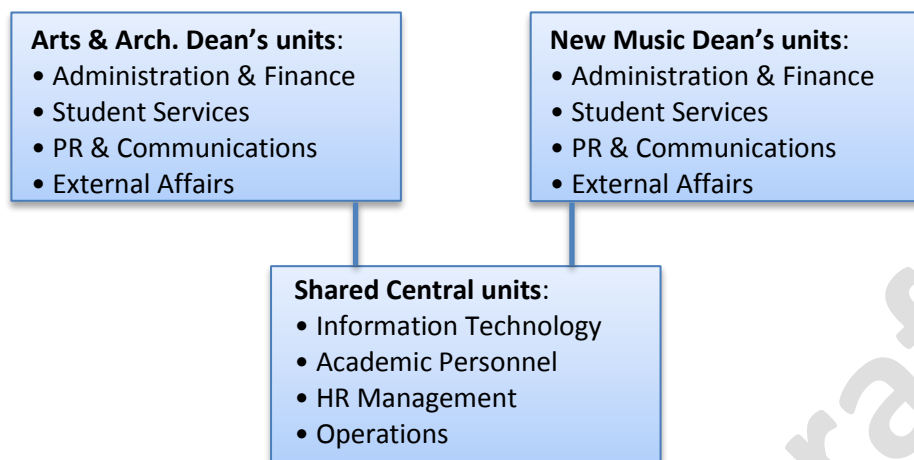 Arts & Arch. Dean’s units:
• Administration & Finance
• Student Services
• PR & Communications
• External Affairs
New Music Dean’s units:
• Administration & Finance
• Student Services
• PR & Communications
• External Affairs
Shared Central units:
• Information Technology
• Academic Personnel
• HR Management
• Operations